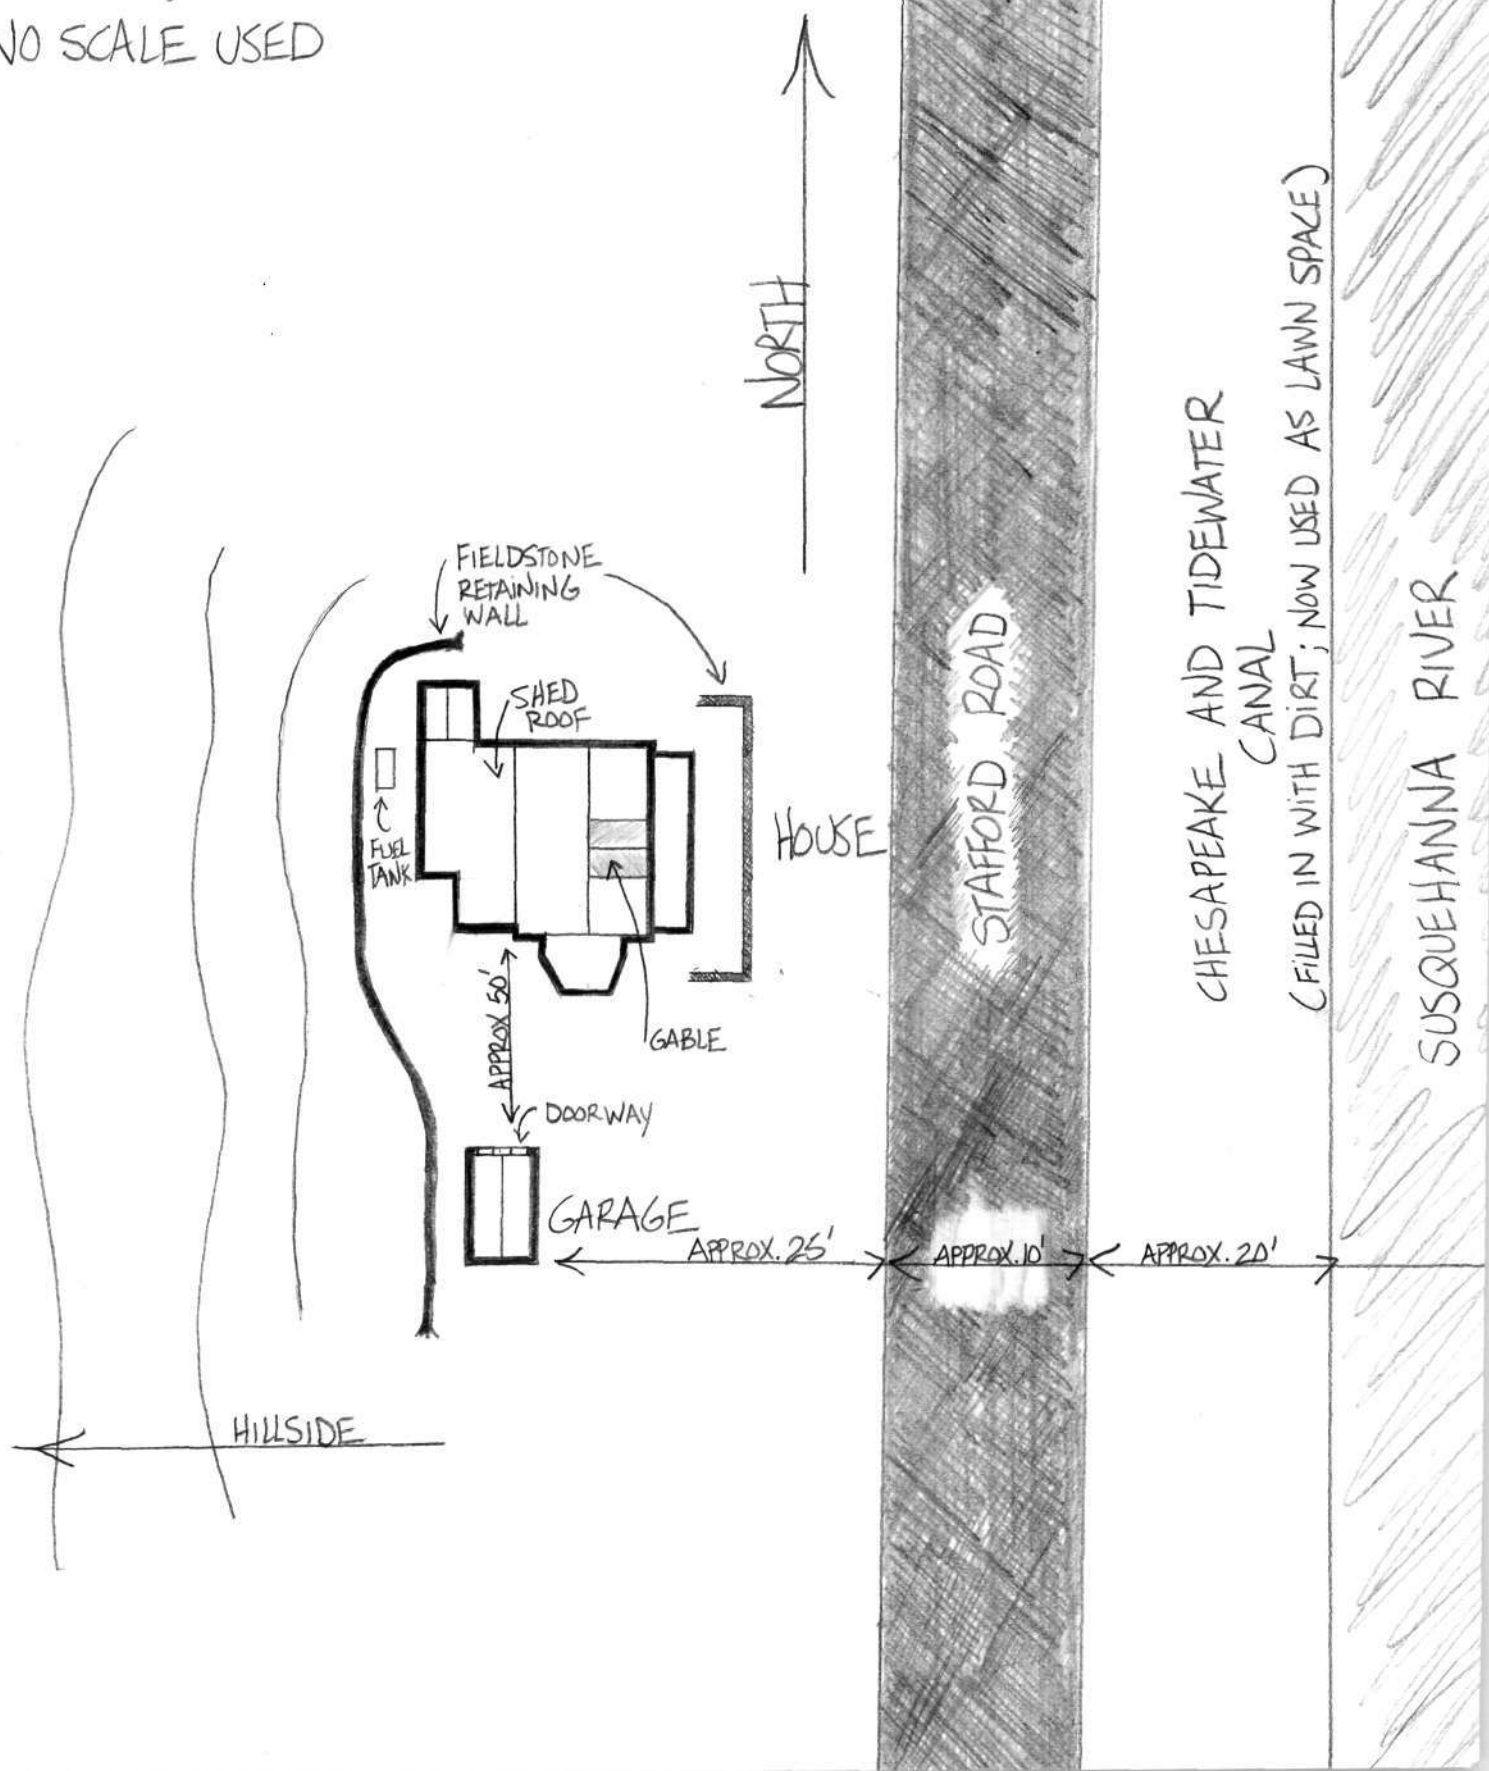 NO SCALE USED
NORTH
FIELDSTONE
RETAINING
WALL
SHED
ROOF
FUEL
TANK
HOUSE
GABLE
APPROX 50'
DOORWAY
GARAGE
APPROX. 25'
APPROX. 10'
APPROX. 20'
HILLSIDE
STAFFORD ROAD
CHESAPEAKE AND TIDEWATER
CANAL
(FILLED IN WITH DIRT; NOW USED AS LAWN SPACE)
SUSQUEHANNA RIVER